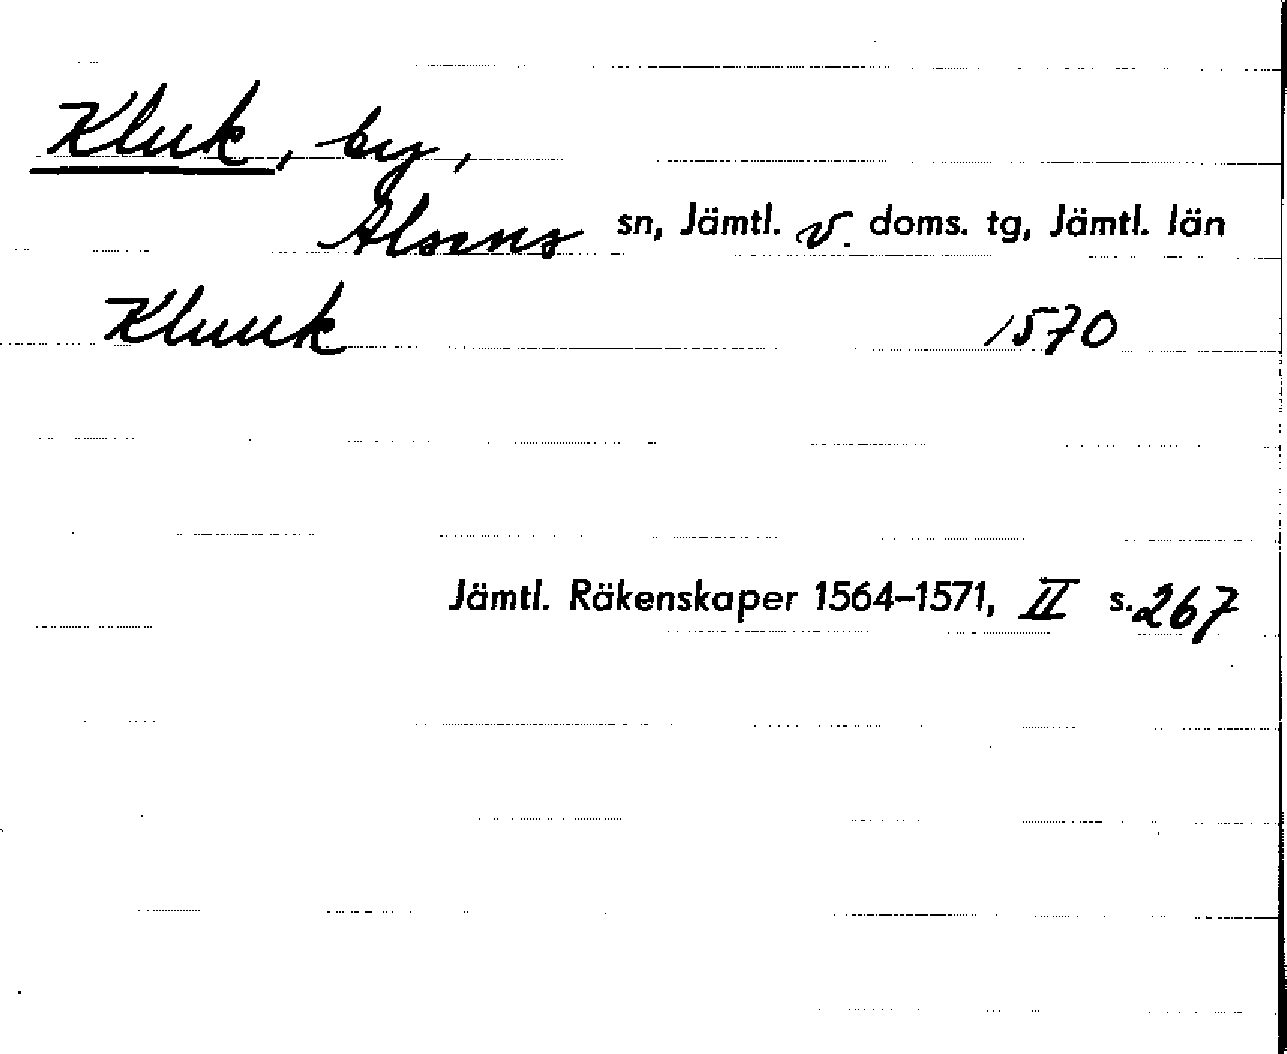 Kluk, by,
Alsens sn, Jämtl. v. doms. tg, Jämtl. län
Kluuk 1570
Jämtl. Räkenskaper 1564–1571, II s. 267